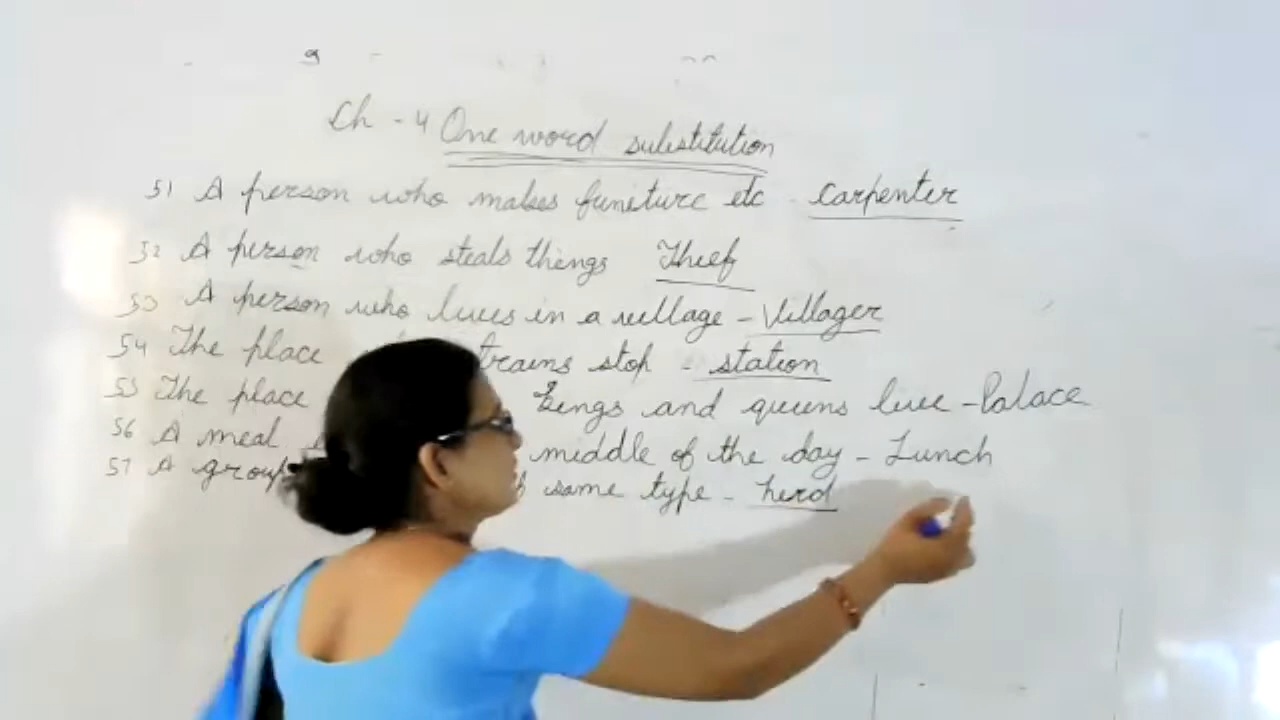 Ch - 4 One word substitution
51 A person who makes funiture etc - Carpenter
52 A person who steals things Thief
53 A person who lives in a village - Villager
54 The place trains stop - station
55 The place kings and queens live - Palace
56 A meal middle of the day - Lunch
57 A group same type - herd